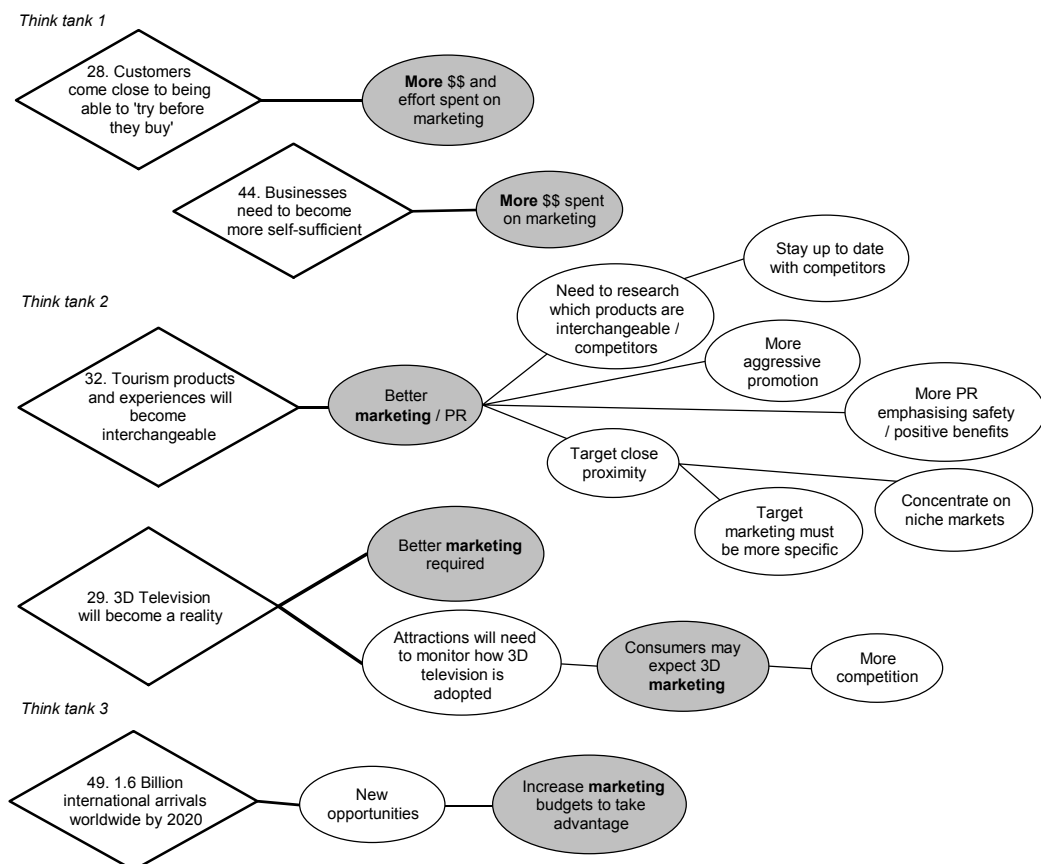 Think tank 1
28. Customers
come close to being
able to 'try before
they buy'
More $$ and
effort spent on
marketing
44. Businesses
need to become
more self-sufficient
More $$ spent
on marketing
Think tank 2
32. Tourism products
and experiences will
become
interchangeable
Better
marketing / PR
Need to research
which products are
interchangeable /
competitors
Stay up to date
with competitors
More
aggressive
promotion
More PR
emphasising safety
/ positive benefits
Target close
proximity
Target
marketing must
be more specific
Concentrate on
niche markets
29. 3D Television
will become a reality
Better marketing
required
Attractions will need
to monitor how 3D
television is
adopted
Consumers may
expect 3D
marketing
More
competition
Think tank 3
49. 1.6 Billion
international arrivals
worldwide by 2020
New
opportunities
Increase marketing
budgets to take
advantage